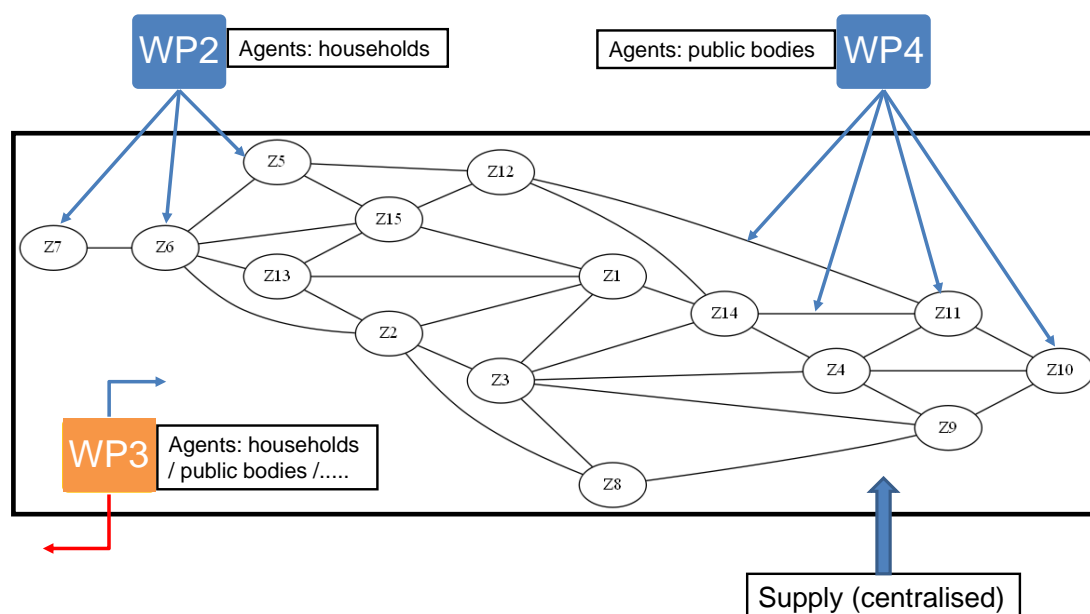 WP2
Agents: households
Agents: public bodies
WP4
Z5
Z12
Z15
Z7
Z6
Z13
Z1
Z14
Z11
Z2
Z3
Z4
Z10
Z9
Z8
WP3
Agents: households
/ public bodies /.....
Supply (centralised)